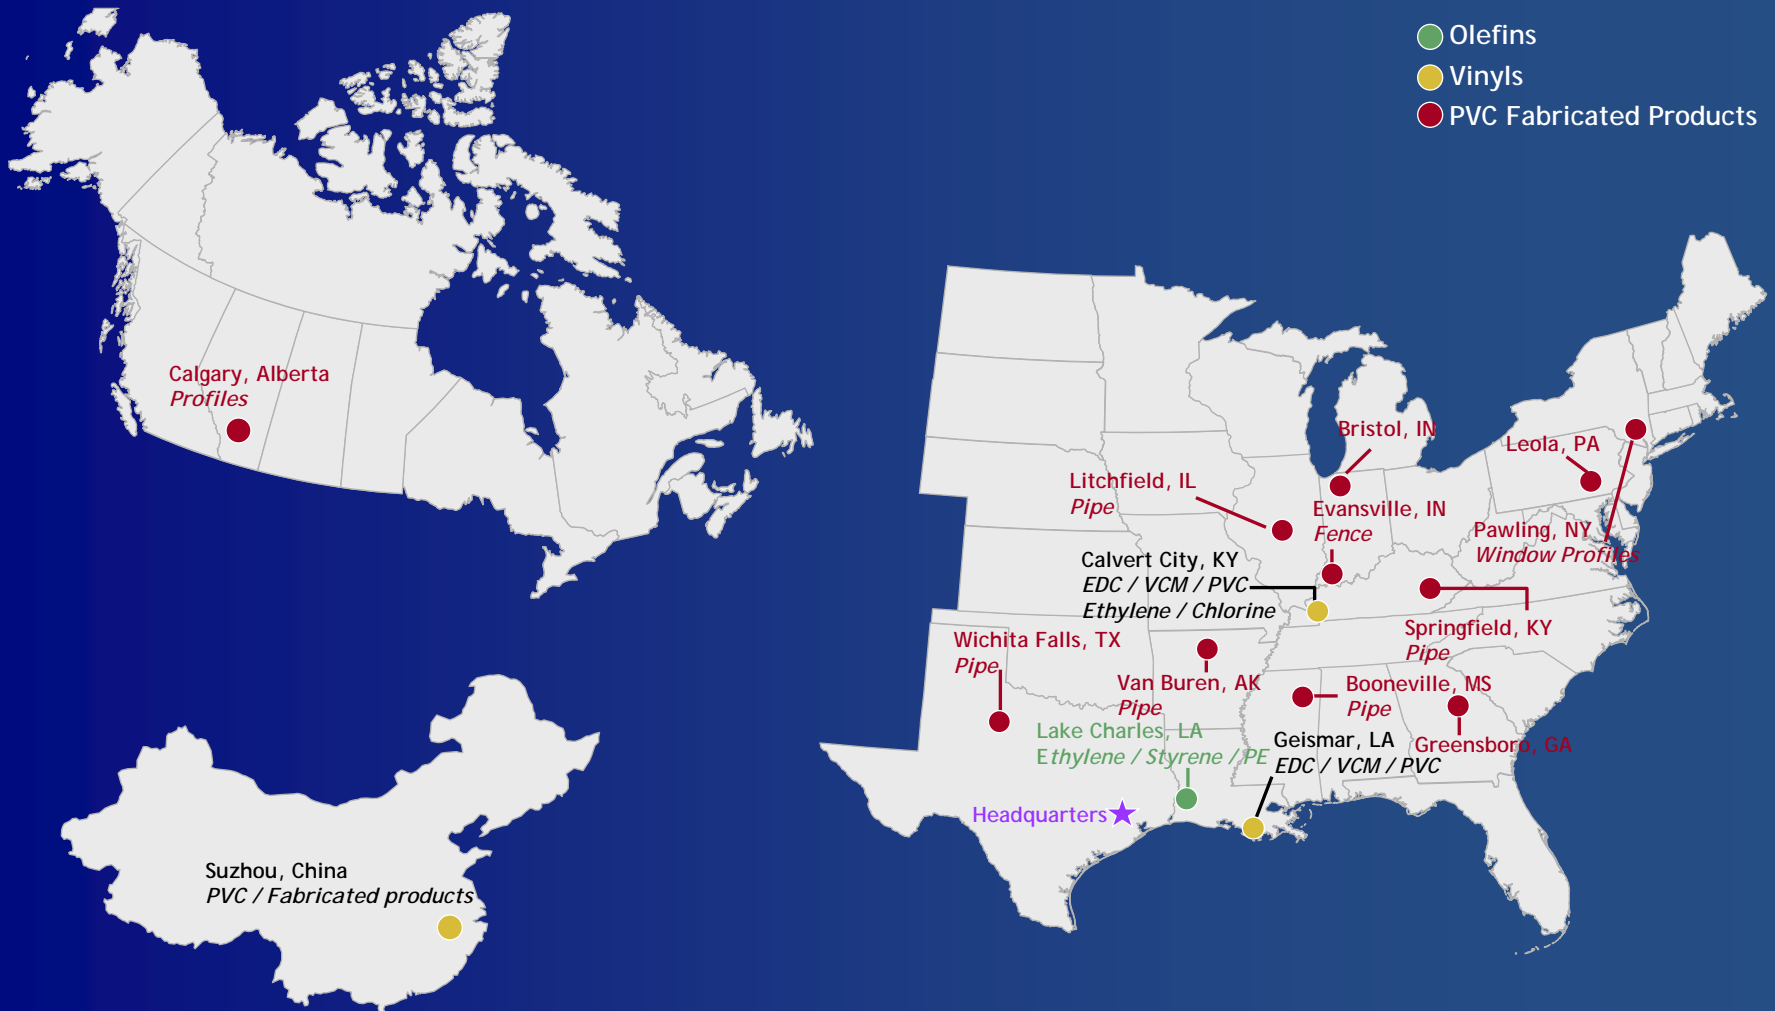 Olefins
Vinyls
PVC Fabricated Products
Calgary, Alberta
Profiles
Bristol, IN
Leola, PA
Litchfield, IL
Pipe
Evansville, IN
Fence
Pawling, NY
Window Profiles
Calvert City, KY
EDC / VCM / PVC
Ethylene / Chlorine
Springfield, KY
Pipe
Wichita Falls, TX
Pipe
Van Buren, AK
Pipe
Booneville, MS
Pipe
Lake Charles, LA
Ethylene / Styrene / PE
Geismar, LA
EDC / VCM / PVC
Greensboro, GA
Headquarters
Suzhou, China
PVC / Fabricated products